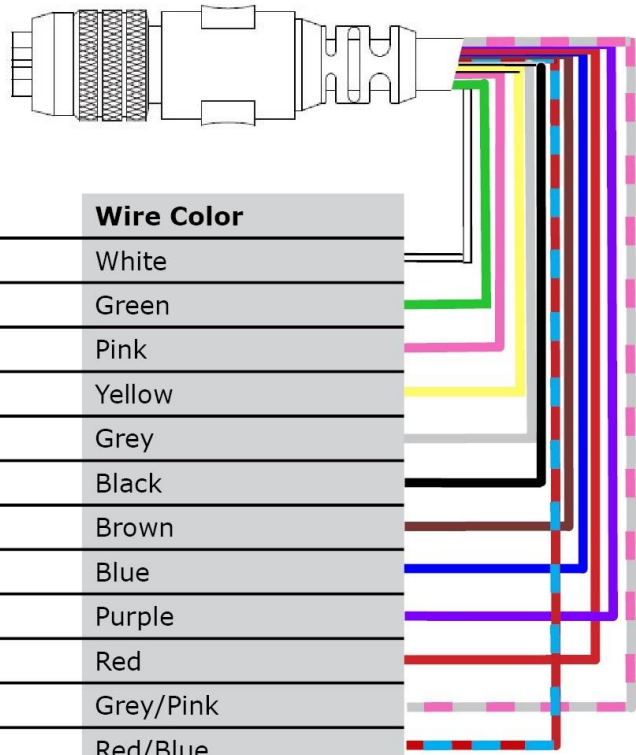 Wire Color
White
Green
Pink
Yellow
Grey
Black
Brown
Blue
Purple
Red
Grey/Pink
Red/Blue